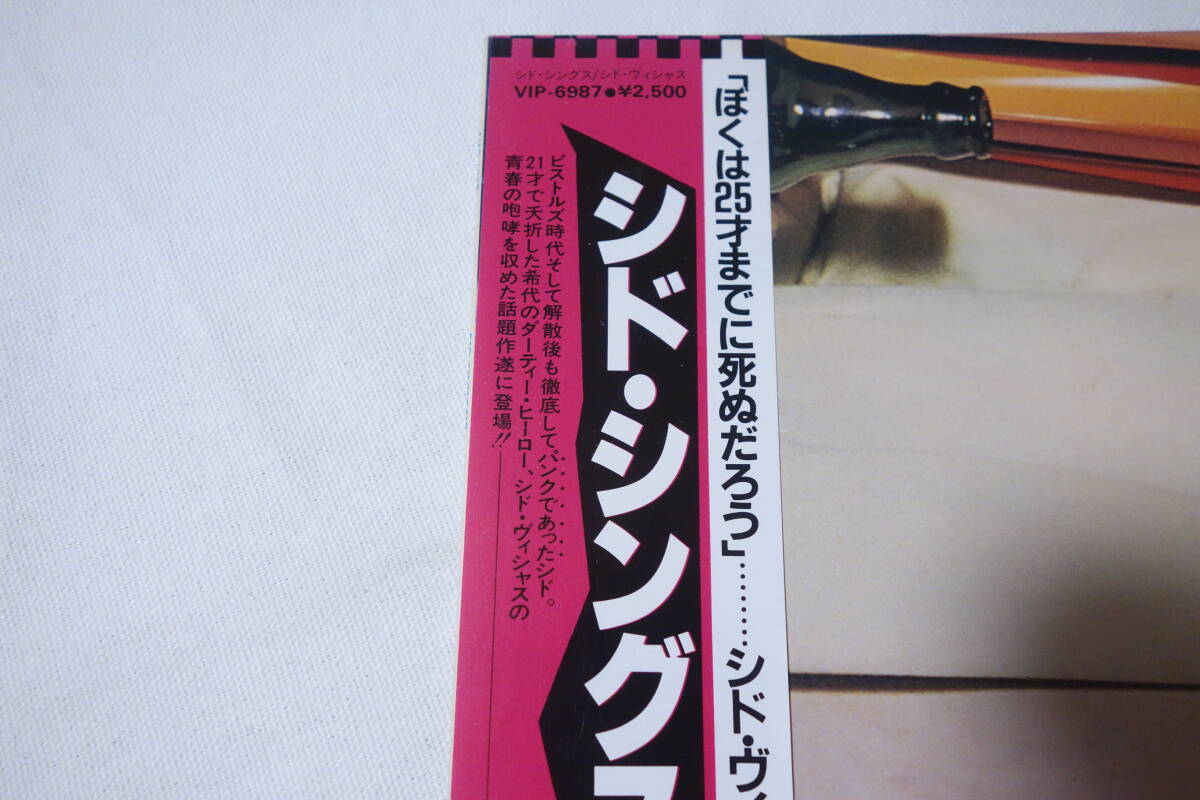 シド・シングス/シド・ヴィシャス
VIP-6987●¥2,500
「ぼくは25才までに死ぬだろう」………シド・ヴィ
シド・シングス
ピストルズ時代そして解散後も徹底してパンクであったシド。
21才で夭折した希代のダーティー・ヒーロー、シド・ヴィシャスの
青春の咆哮を収めた話題作遂に登場!!